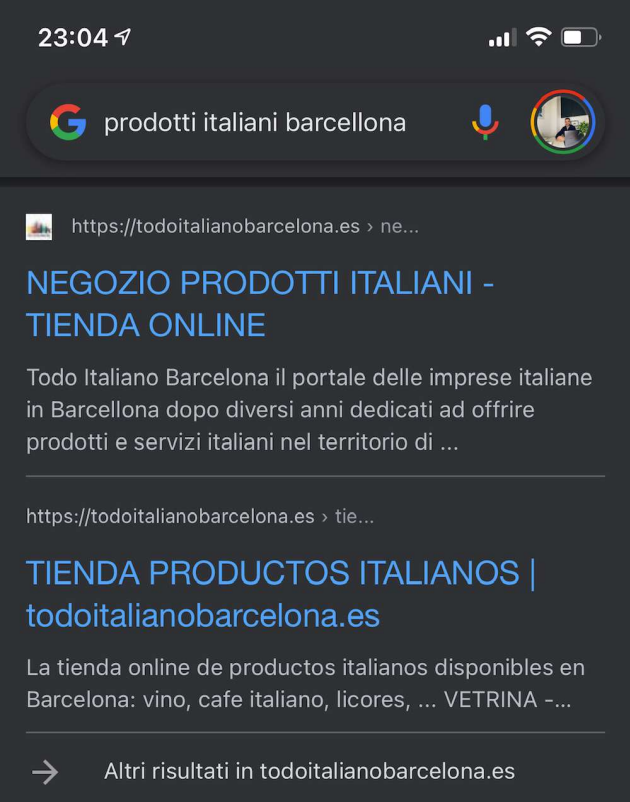 23:04
prodotti italiani barcellona
https://todoitalianobarcelona.es › ne...
NEGOZIO PRODOTTI ITALIANI -
TIENDA ONLINE
Todo Italiano Barcelona il portale delle imprese italiane
in Barcellona dopo diversi anni dedicati ad offrire
prodotti e servizi italiani nel territorio di ...
https://todoitalianobarcelona.es › tie...
TIENDA PRODUCTOS ITALIANOS |
todoitalianobarcelona.es
La tienda online de productos italianos disponibles en
Barcelona: vino, cafe italiano, licores, ... VETRINA -...
Altri risultati in todoitalianobarcelona.es